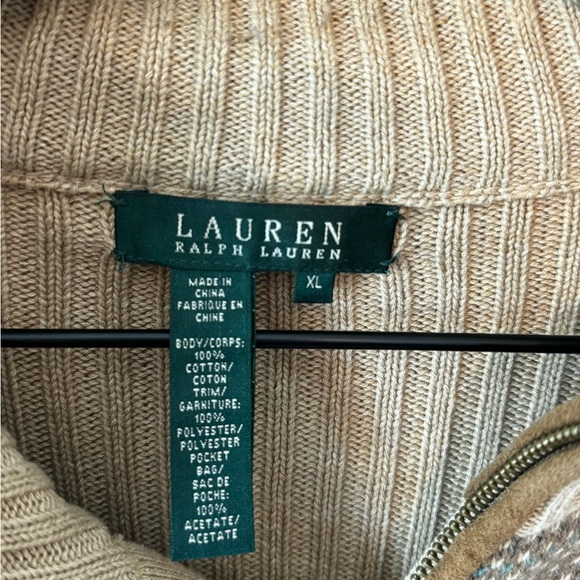 LAUREN
RALPH LAUREN
XL
MADE IN
CHINA
FABRIQUE EN
CHINE
BODY/CORPS:
100%
COTTON/
COTON
TRIM/
GARNITURE:
100%
POLYESTER/
POLYESTER
POCKET
BAG/
SAC DE
POCHE:
100%
ACETATE/
ACETATE